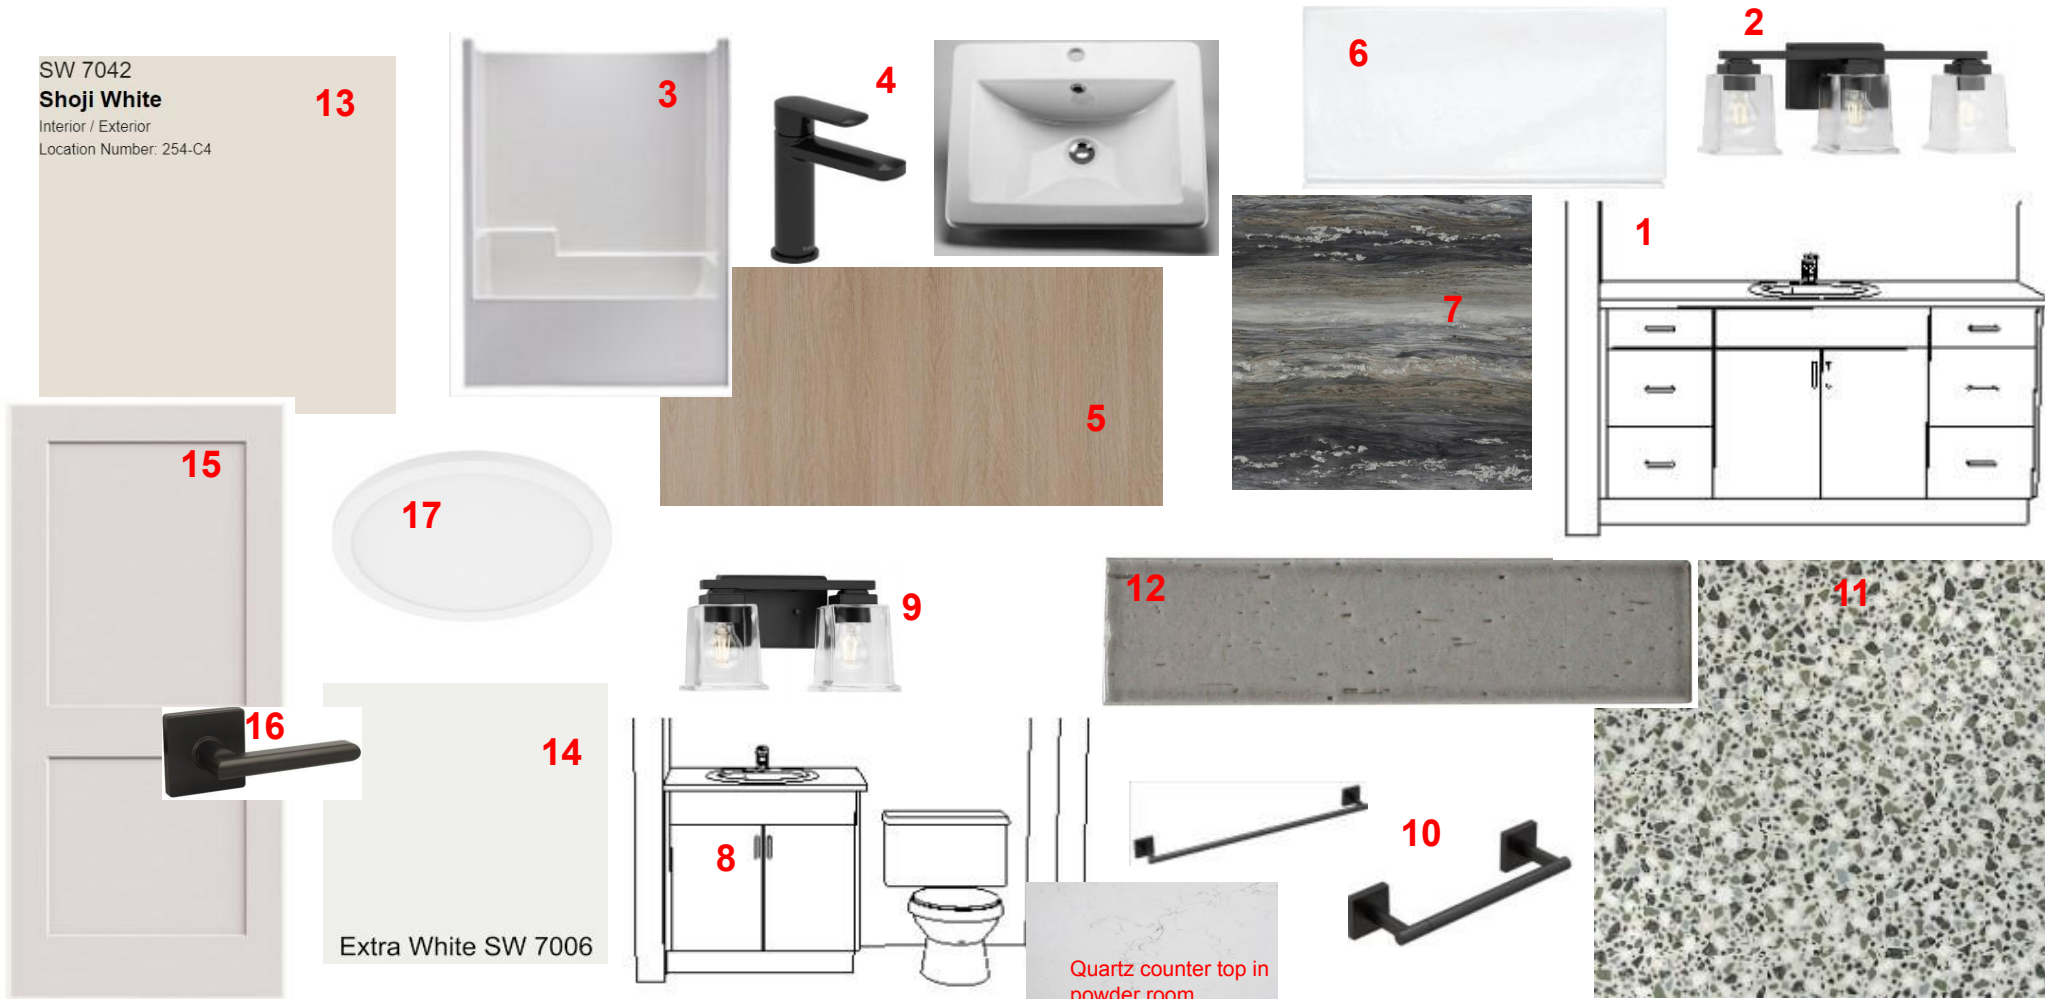 SW 7042
Shoji White
Interior / Exterior
Location Number: 254-C4
13
3
4
6
2
1
7
5
15
17
9
12
11
16
14
Extra White SW 7006
8
10
Quartz counter top in
powder room